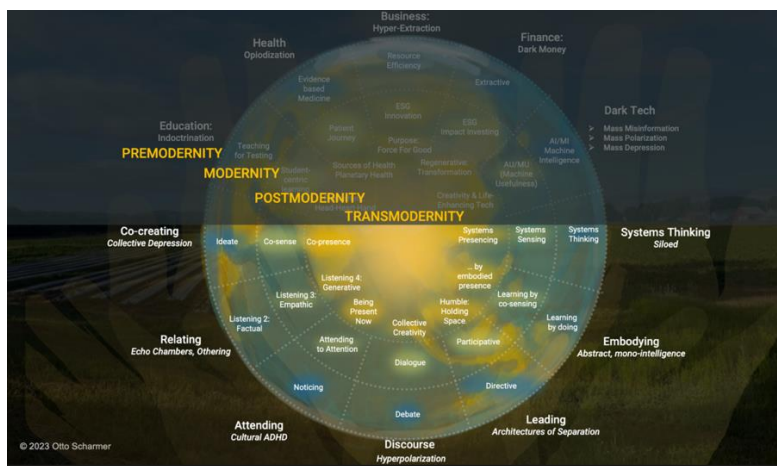 Business:
Hyper-Extraction
Health
Opiodization
Finance:
Dark Money
Resource
Efficiency
Evidence
based
Medicine
Extractive
Dark Tech
➢ Mass Misinformation
➢ Mass Polarization
➢ Mass Depression
ESG
Innovation
Education:
Indoctrination
Patient
Journey
ESG
Impact Investing
AI/MI
Machine
Intelligence
Teaching
for Testing
PREMODERNITY
Purpose:
Force For Good
MODERNITY
Student
centric
Sources of Health
Planetary Health
Regenerative
Transformation
AU/MU
(Machine
Usefulness)
POSTMODERNITY
Creativity & Life-
Enhancing Tech
TRANSMODERNITY
Co-creating
Collective Depression
Ideate
Co-sense
Co-presence
Systems
Presencing
Systems
Sensing
Systems
Thinking
Systems Thinking
Siloed
Listening 4:
Generative
... by
embodied
presence
Listening 3:
Empathic
Learning by
co-sensing
Listening 2:
Factual
Being
Present
Now
Humble:
Holding
Space
Learning
by doing
Collective
Creativity
Relating
Echo Chambers, Othering
Attending
to Attention
Participative
Embodying
Abstract, mono-intelligence
Dialogue
Noticing
Directive
Debate
Attending
Cultural ADHD
Leading
Architectures of Separation
Discourse
Hyperpolarization
© 2023 Otto Scharmer